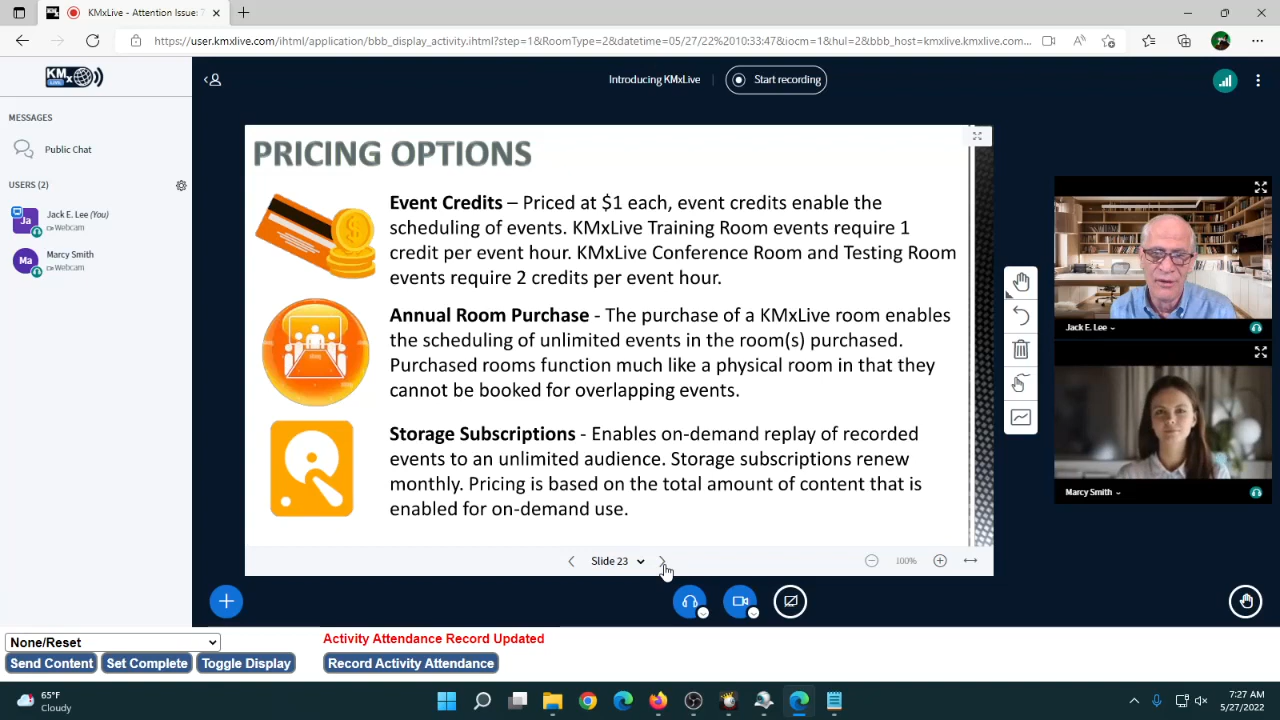 KMxLive - Attention Issue:
https://user.kmxlive.com/ihtml/application/bbb_display_activity.ihtml?step=1&RoomType=2&datetime=05/27/22%2010:33:47&iocm=1&hul=2&bbb_host=kmxlive.kmxlive.com...
KMx
LIVE
Introducing KMxLive
Start recording
MESSAGES
Public Chat
USERS (2)
Ja
Jack E. Lee (You)
Webcam
Ma
Marcy Smith
Webcam
PRICING OPTIONS
Event Credits – Priced at $1 each, event credits enable the
scheduling of events. KMxLive Training Room events require 1
credit per event hour. KMxLive Conference Room and Testing Room
events require 2 credits per event hour.
Annual Room Purchase - The purchase of a KMxLive room enables
the scheduling of unlimited events in the room(s) purchased.
Purchased rooms function much like a physical room in that they
cannot be booked for overlapping events.
Storage Subscriptions - Enables on-demand replay of recorded
events to an unlimited audience. Storage subscriptions renew
monthly. Pricing is based on the total amount of content that is
enabled for on-demand use.
Slide 23
100%
Jack E. Lee
Marcy Smith
None/Reset
Activity Attendance Record Updated
Send Content
Set Complete
Toggle Display
Record Activity Attendance
65°F
Cloudy
7:27 AM
5/27/2022